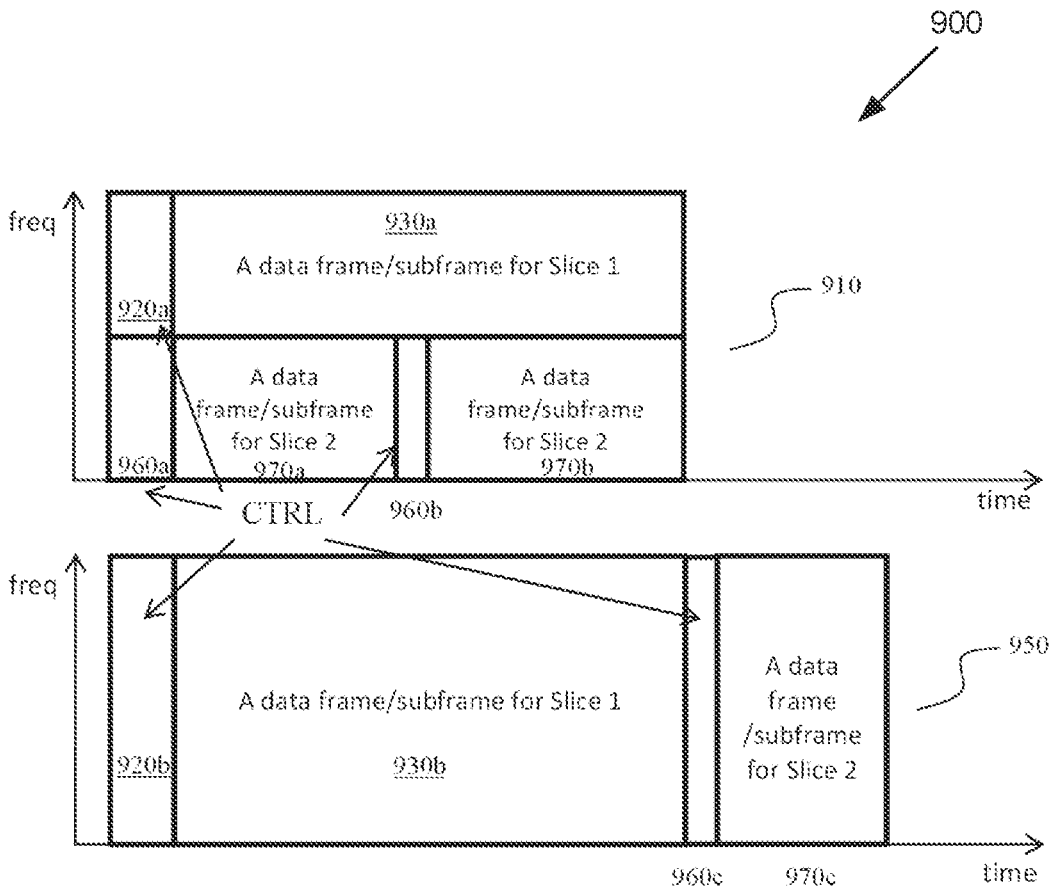 900
freq
930a
A data frame/subframe for Slice 1
920a
910
A data
frame/subframe
for Slice 2
970a
A data
frame/subframe
for Slice 2
970b
960a
time
CTRL
960b
freq
950
A data frame/subframe for Slice 1
930b
920b
A data
frame
/subframe
for Slice 2
time
960c
970c